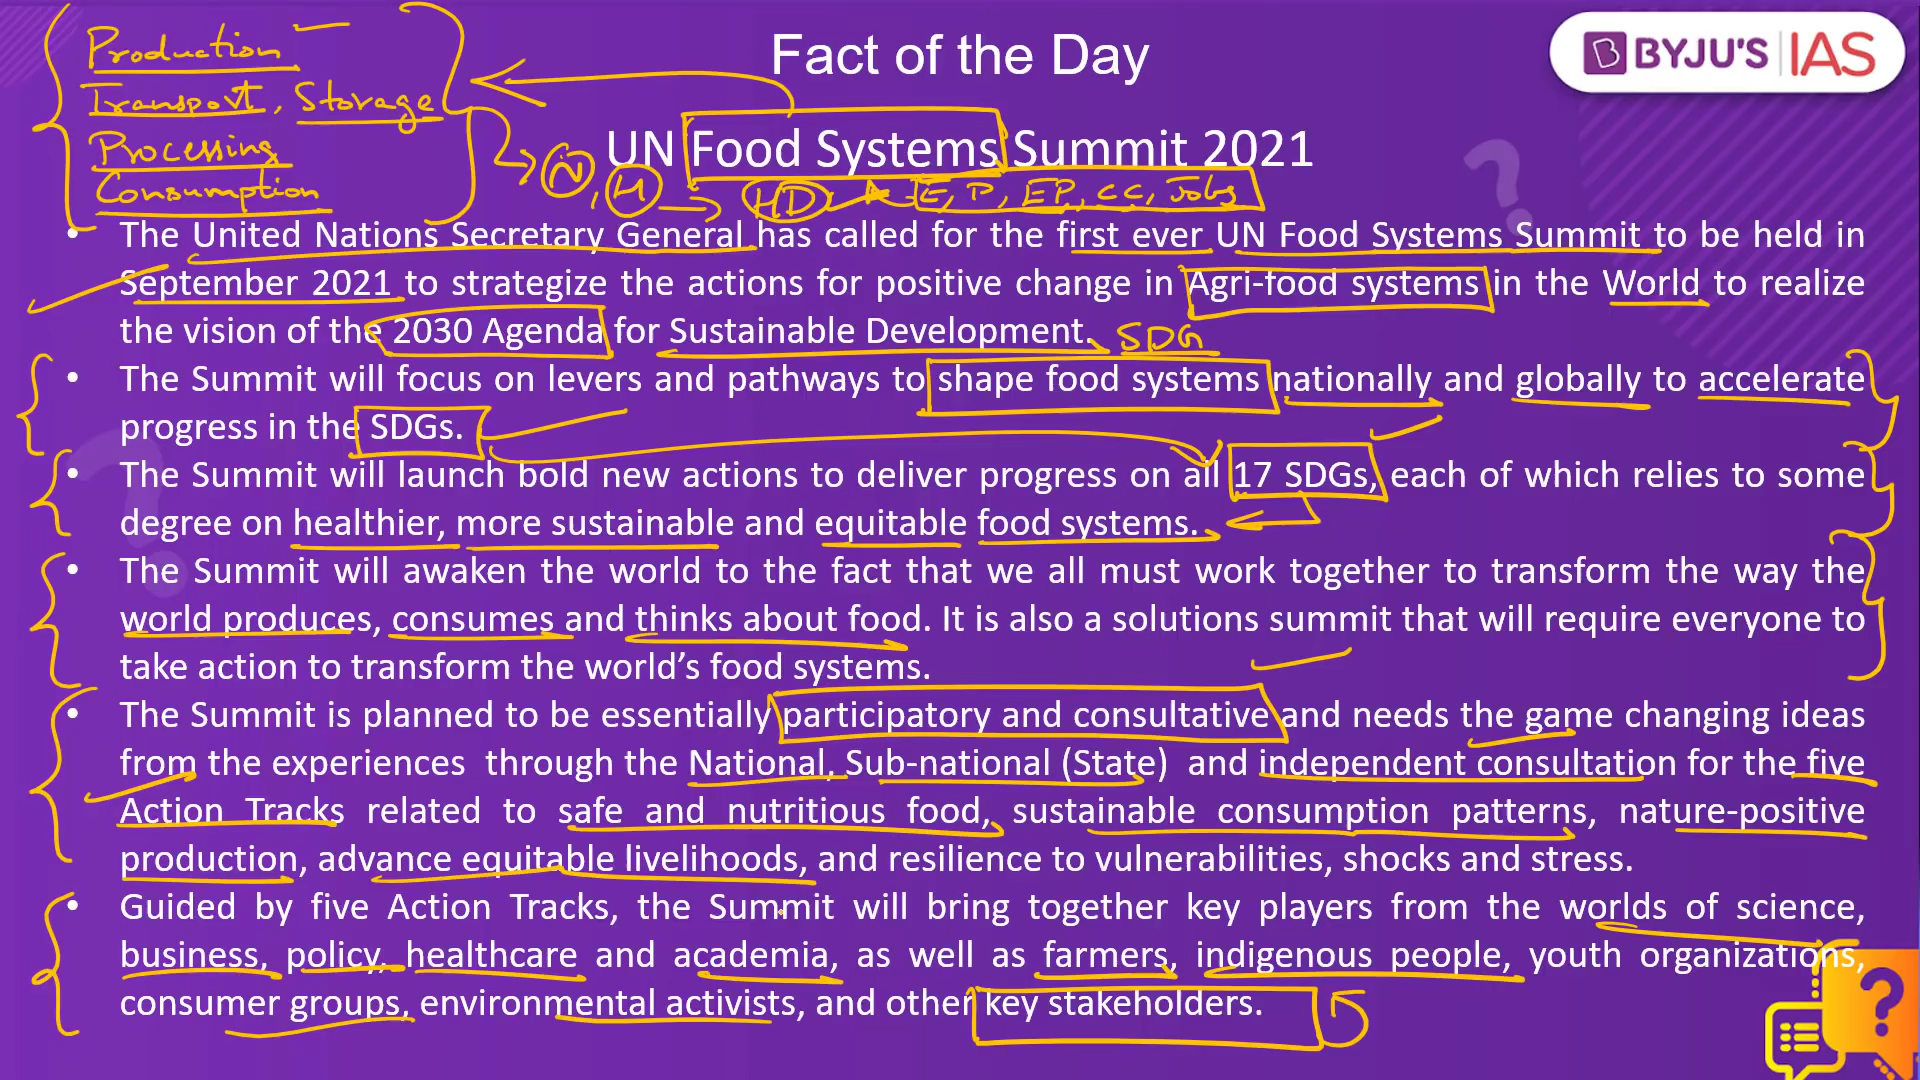 Production
Transport, Storage
Processing
Consumption
Fact of the Day
BYJU'S IAS
UN Food Systems Summit 2021
N, H HD E, P, EP, CC, Jobs
• The United Nations Secretary General has called for the first ever UN Food Systems Summit to be held in
September 2021 to strategize the actions for positive change in Agri-food systems in the World to realize
the vision of the 2030 Agenda for Sustainable Development. SDG
• The Summit will focus on levers and pathways to shape food systems nationally and globally to accelerate
progress in the SDGs.
• The Summit will launch bold new actions to deliver progress on all 17 SDGs, each of which relies to some
degree on healthier, more sustainable and equitable food systems.
• The Summit will awaken the world to the fact that we all must work together to transform the way the
world produces, consumes and thinks about food. It is also a solutions summit that will require everyone to
take action to transform the world’s food systems.
• The Summit is planned to be essentially participatory and consultative and needs the game changing ideas
from the experiences through the National, Sub-national (State) and independent consultation for the five
Action Tracks related to safe and nutritious food, sustainable consumption patterns, nature-positive
production, advance equitable livelihoods, and resilience to vulnerabilities, shocks and stress.
• Guided by five Action Tracks, the Summit will bring together key players from the worlds of science,
business, policy, healthcare and academia, as well as farmers, indigenous people, youth organizations,
consumer groups, environmental activists, and other key stakeholders.